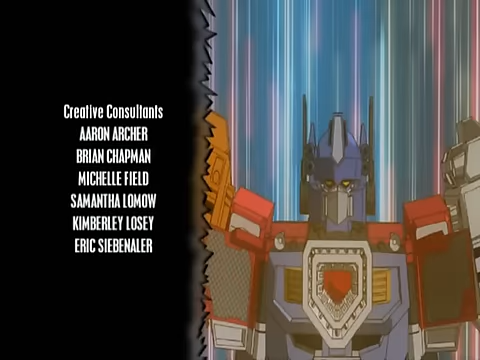 Creative Consultants
AARON ARCHER
BRIAN CHAPMAN
MICHELLE FIELD
SAMANTHA LOMOW
KIMBERLEY LOSEY
ERIC SIEBENALER